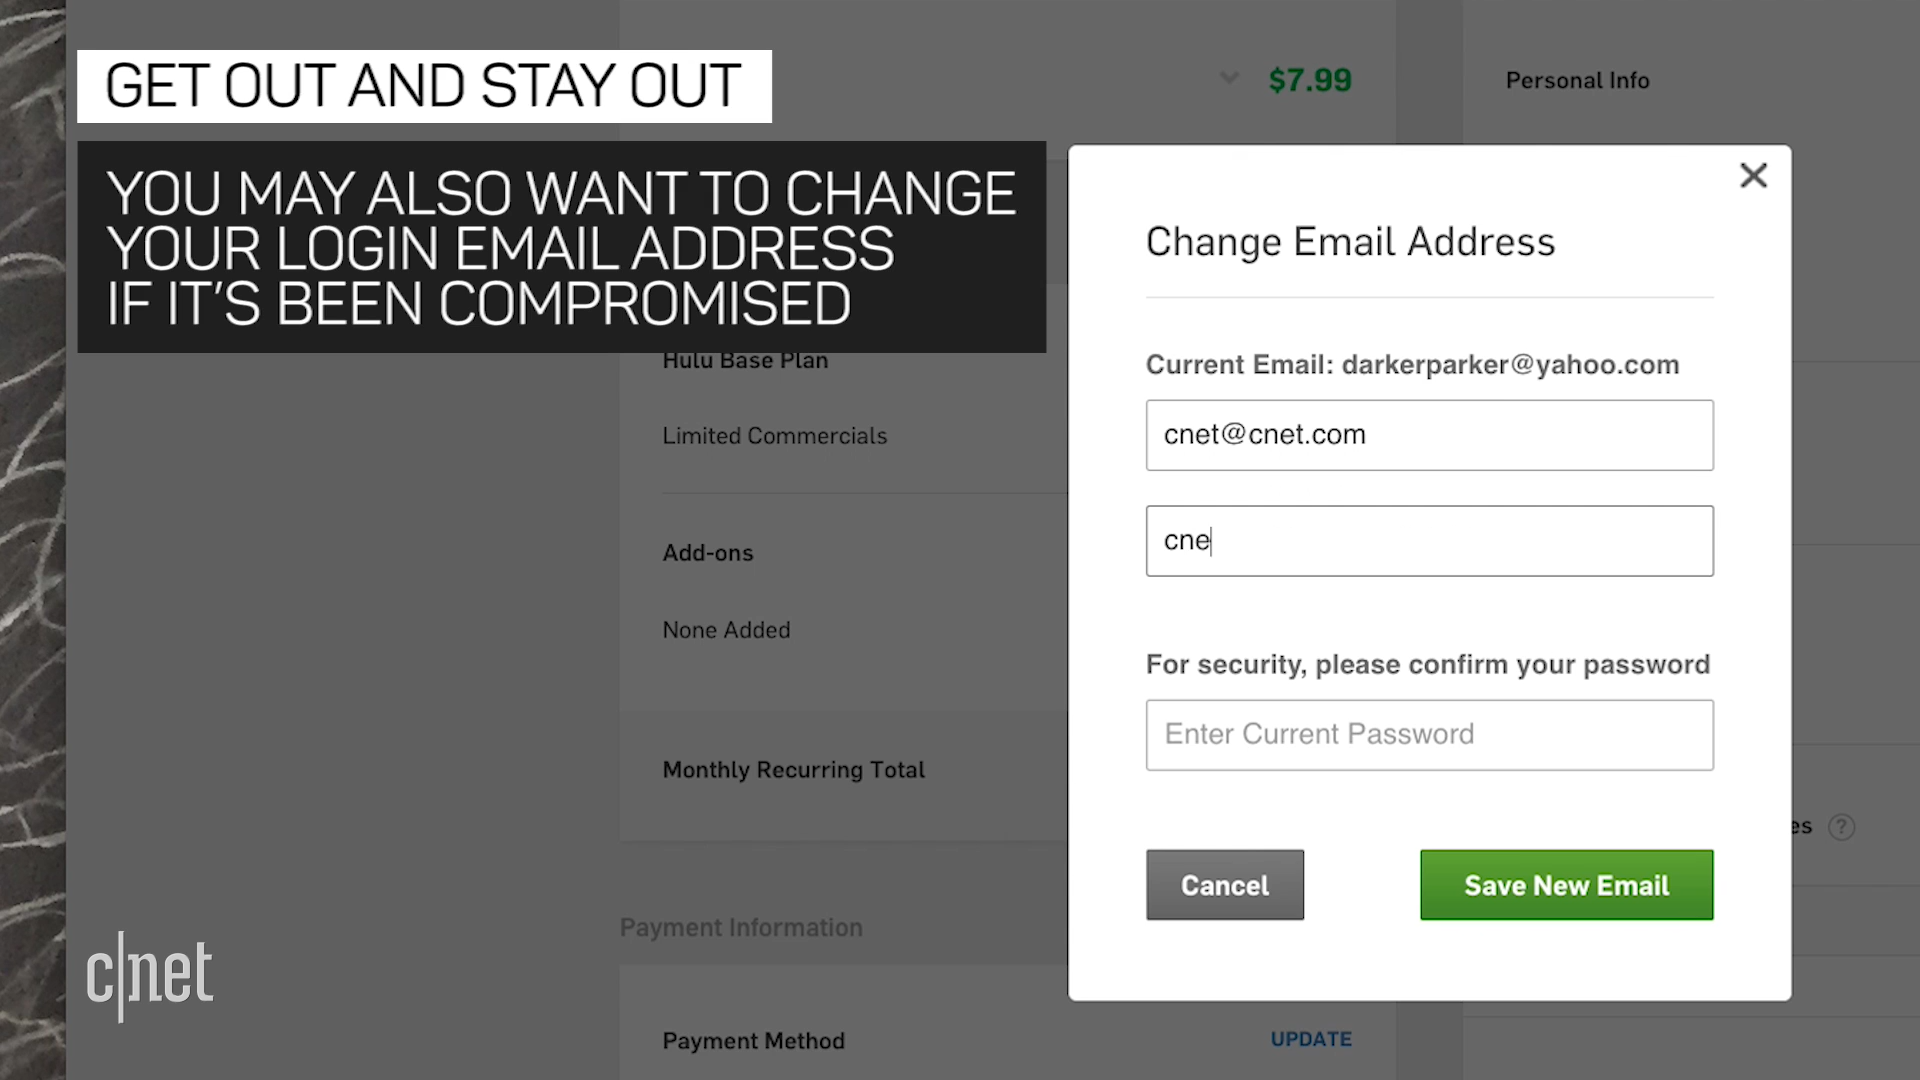 GET OUT AND STAY OUT
YOU MAY ALSO WANT TO CHANGE
YOUR LOGIN EMAIL ADDRESS
IF IT'S BEEN COMPROMISED
$7.99
Personal Info
Change Email Address
Current Email: darkerparker@yahoo.com
cnet@cnet.com
cne
For security, please confirm your password
Enter Current Password
Cancel
Save New Email
Hulu Base Plan
Limited Commercials
Add-ons
None Added
Monthly Recurring Total
es ?
Payment Information
Payment Method
UPDATE
c|net